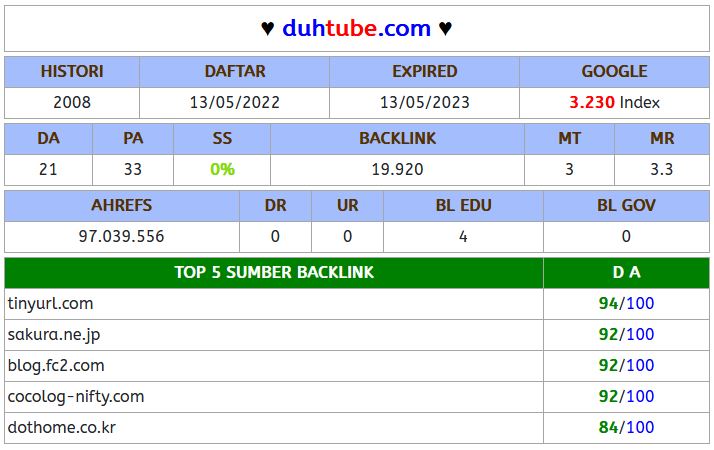 ♥ duhtube.com ♥
HISTORI DAFTAR EXPIRED GOOGLE
2008 13/05/2022 13/05/2023 3.230 Index
DA PA SS BACKLINK MT MR
21 33 0% 19.920 3 3.3
AHREFS DR UR BL EDU BL GOV
97.039.556 0 0 4 0
TOP 5 SUMBER BACKLINK D A
tinyurl.com 94/100
sakura.ne.jp 92/100
blog.fc2.com 92/100
cocolog-nifty.com 92/100
dothome.co.kr 84/100